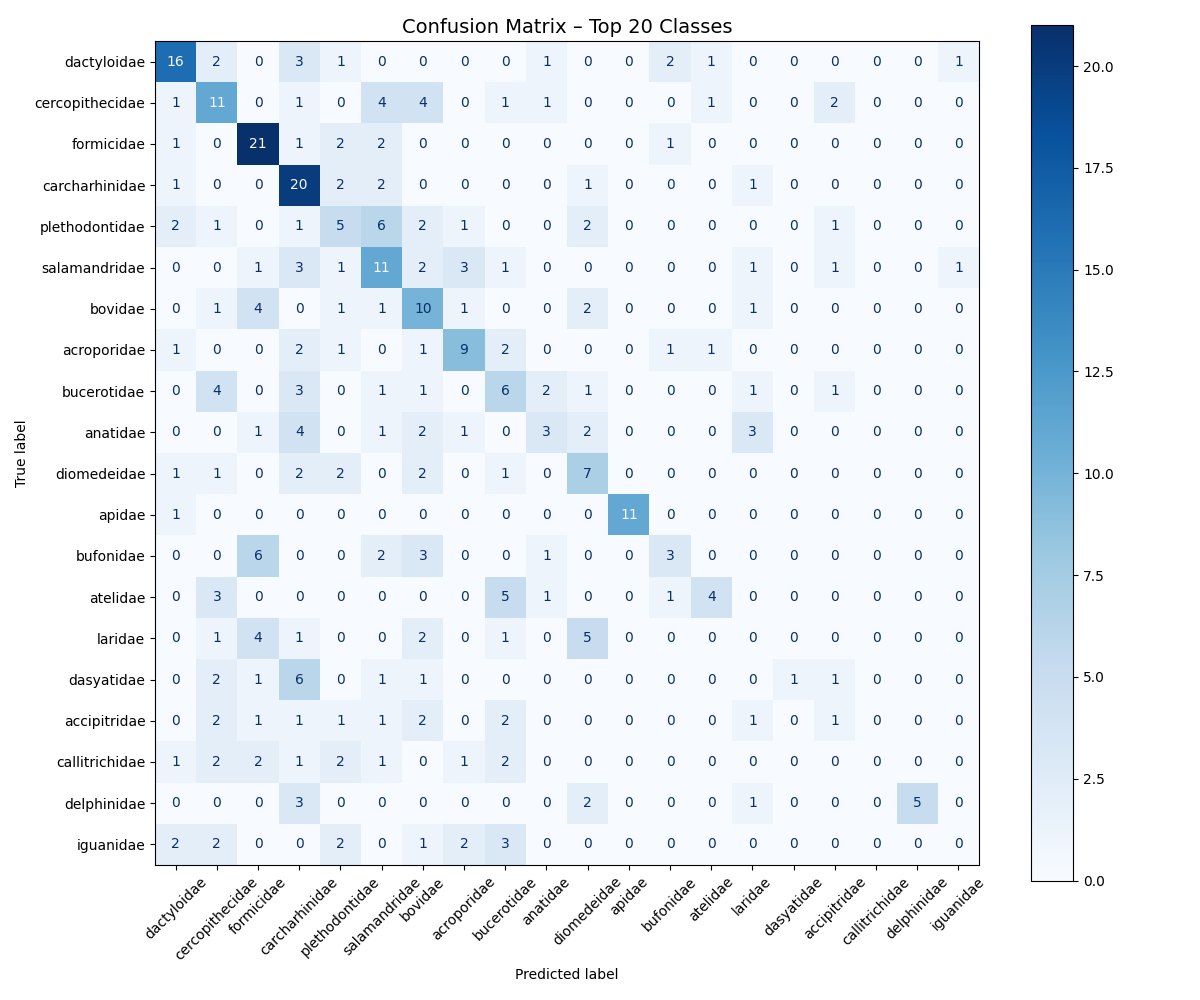 Confusion Matrix – Top 20 Classes
True label
dactyloidae 16 2 0 3 1 0 0 0 0 1 0 0 2 1 0 0 0 0 0 1
cercopithecidae 1 11 0 1 0 4 4 0 1 1 0 0 0 1 0 0 2 0 0 0
formicidae 1 0 21 1 2 2 0 0 0 0 0 0 1 0 0 0 0 0 0 0
carcharhinidae 1 0 0 20 2 2 0 0 0 0 1 0 0 0 1 0 0 0 0 0
plethodontidae 2 1 0 1 5 6 2 1 0 0 2 0 0 0 0 0 1 0 0 0
salamandridae 0 0 1 3 1 11 2 3 1 0 0 0 0 0 1 0 1 0 0 1
bovidae 0 1 4 0 1 1 10 1 0 0 2 0 0 0 1 0 0 0 0 0
acroporidae 1 0 0 2 1 0 1 9 2 0 0 0 1 1 0 0 0 0 0 0
bucerotidae 0 4 0 3 0 1 1 0 6 2 1 0 0 0 1 0 1 0 0 0
anatidae 0 0 1 4 0 1 2 1 0 3 2 0 0 0 3 0 0 0 0 0
diomedeidae 1 1 0 2 2 0 2 0 1 0 7 0 0 0 0 0 0 0 0 0
apidae 1 0 0 0 0 0 0 0 0 0 0 11 0 0 0 0 0 0 0 0
bufonidae 0 0 6 0 0 2 3 0 0 1 0 0 3 0 0 0 0 0 0 0
atelidae 0 3 0 0 0 0 0 0 5 1 0 0 1 4 0 0 0 0 0 0
laridae 0 1 4 1 0 0 2 0 1 0 5 0 0 0 0 0 0 0 0 0
dasyatidae 0 2 1 6 0 1 1 0 0 0 0 0 0 0 0 1 1 0 0 0
accipitridae 0 2 1 1 1 1 2 0 2 0 0 0 0 0 1 0 1 0 0 0
callitrichidae 1 2 2 1 2 1 0 1 2 0 0 0 0 0 0 0 0 0 0 0
delphinidae 0 0 0 3 0 0 0 0 0 0 2 0 0 0 1 0 0 0 5 0
iguanidae 2 2 0 0 2 0 1 2 3 0 0 0 0 0 0 0 0 0 0 0
dactyloidae cercopithecidae formicidae carcharhinidae plethodontidae salamandridae bovidae acroporidae bucerotidae anatidae diomedeidae apidae bufonidae atelidae laridae dasyatidae accipitridae callitrichidae delphinidae iguanidae
Predicted label
20.0
17.5
15.0
12.5
10.0
7.5
5.0
2.5
0.0